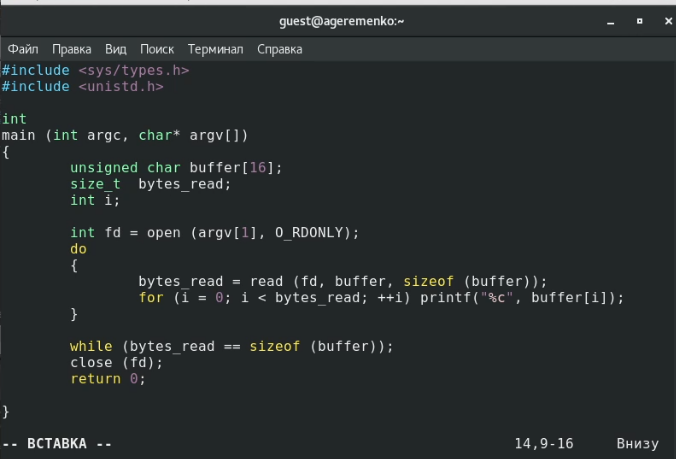 guest@ageremenko:~
Файл Правка Вид Поиск Терминал Справка
#include <sys/types.h>
#include <unistd.h>

int
main (int argc, char* argv[])
{
        unsigned char buffer[16];
        size_t  bytes_read;
        int i;

        int fd = open (argv[1], O_RDONLY);
        do
        {
                bytes_read = read (fd, buffer, sizeof (buffer));
                for (i = 0; i < bytes_read; ++i) printf("%c", buffer[i]);
        }

        while (bytes_read == sizeof (buffer));
        close (fd);
        return 0;

}
-- ВСТАВКА -- 14,9-16 Внизу